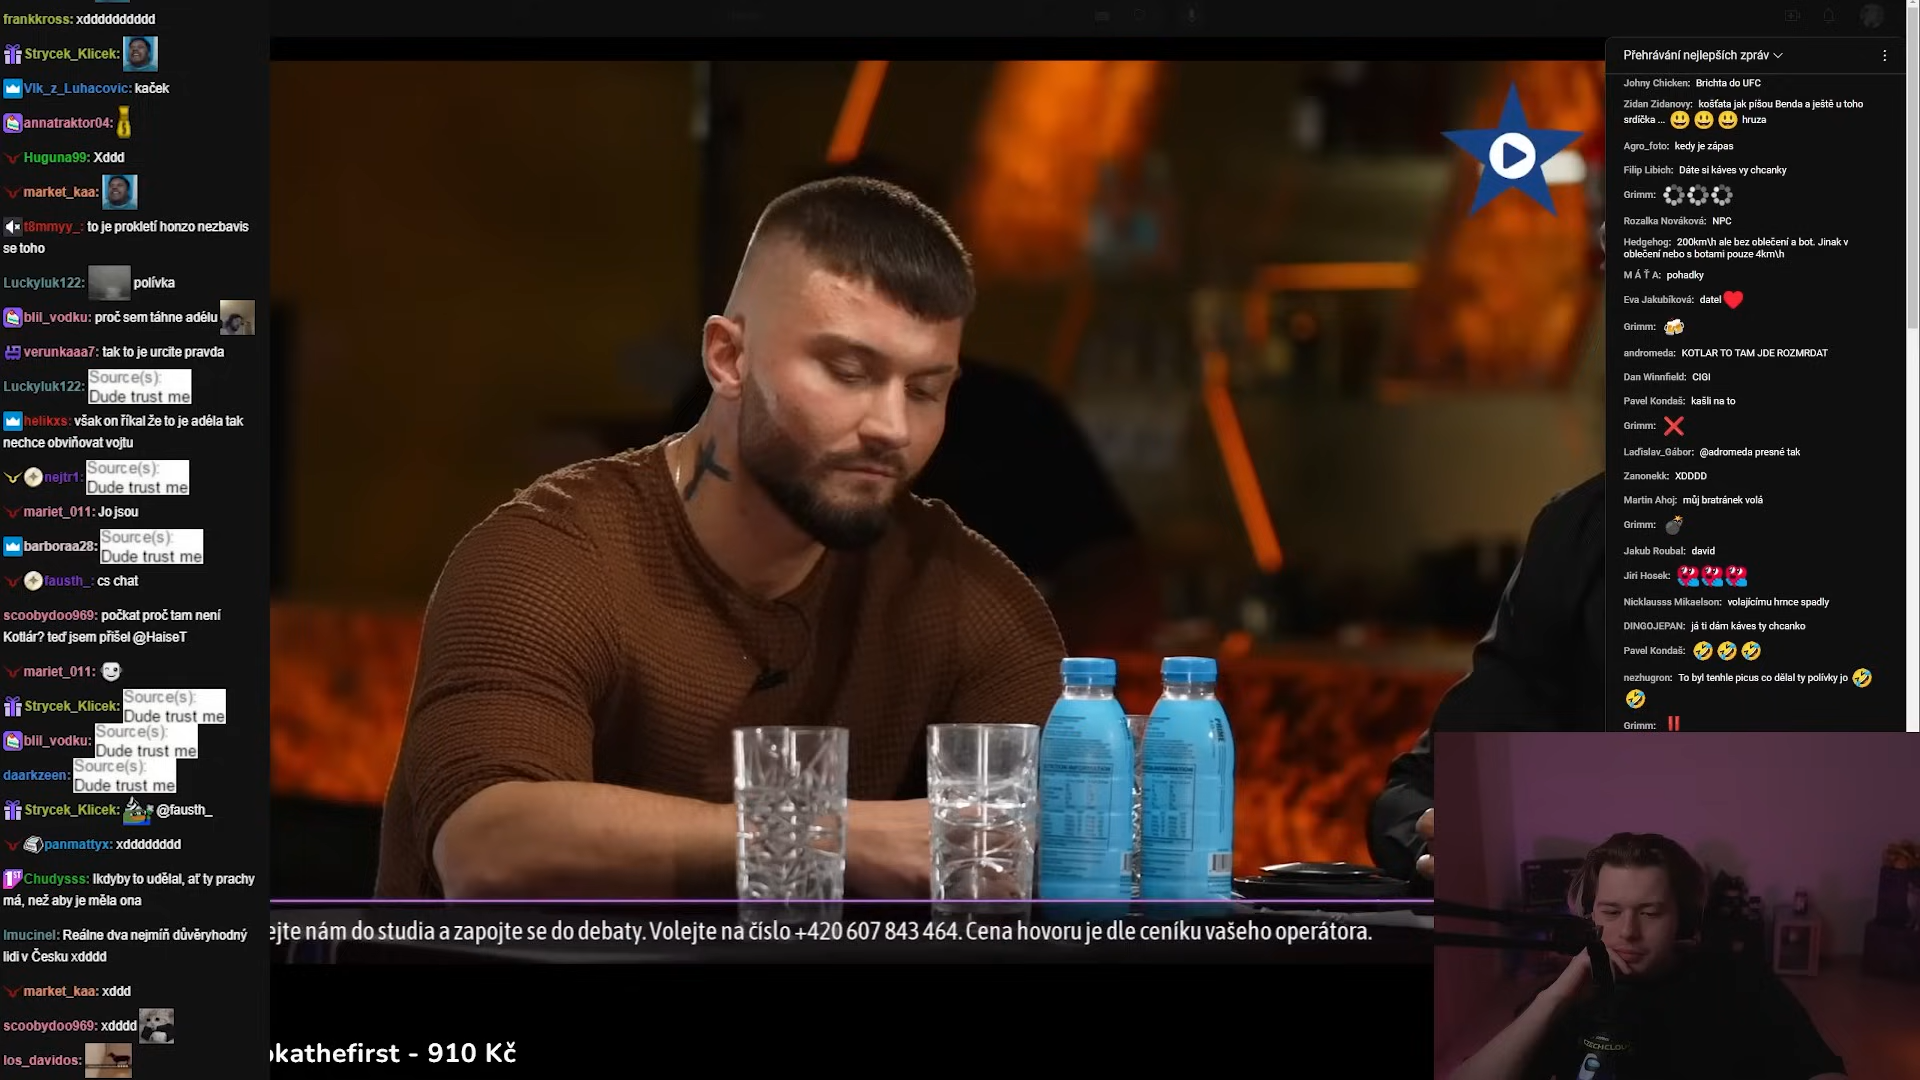 frankkross: xdddddddddd
Strycek_Klicek:
Vlk_z_Luhacovic: kaček
annatraktor04:
Huguna99: Xddd
market_kaa:
t8mmyy_: to je prokletí honzo nezbavis
se toho
Luckyluk122: polívka
blil_vodku: proč sem táhne adélu
verunkaaa7: tak to je urcite pravda
Luckyluk122: Source(s):
Dude trust me
helikxs: však on říkal že to je adéla tak
nechce obviňovat vojtu
nejtr1: Source(s):
Dude trust me
mariet_011: Jo jsou
barboraa28: Source(s):
Dude trust me
fausth_: cs chat
scoobydoo969: počkat proč tam není
Kotlár? teď jsem přišel @HaiseT
mariet_011:
Strycek_Klicek: Source(s):
Dude trust me
blil_vodku: Source(s):
Dude trust me
daarkzeen: Source(s):
Dude trust me
Strycek_Klicek: @fausth_
panmattyx: xdddddddd
1ST Chudysss: Ikdyby to udělal, ať ty prachy
má, než aby je měla ona
Imucinel: Reálne dva nejmíň důvěryhodný
lidi v Česku xdddd
market_kaa: xddd
scoobydoo969: xdddd
los_davidos:
ejte nám do studia a zapojte se do debaty. Volejte na číslo +420 607 843 464. Cena hovoru je dle ceníku vašeho operátora.
okathefirst - 910 Kč
Přehrávání nejlepších zpráv
Johny Chicken: Brichta do UFC
Zidan Zidanovy: košťata jak píšou Benda a ještě u toho
srdíčka ... hruza
Agro_foto: kedy je zápas
Filip Libich: Dáte si káves vy chcanky
Grimm:
Rozalka Nováková: NPC
Hedgehog: 200km\h ale bez oblečení a bot. Jinak v
oblečení nebo s botami pouze 4km\h
M Á Ť A: pohadky
Eva Jakubíková: datel
Grimm:
andromeda: KOTLAR TO TAM JDE ROZMRDAT
Dan Winnfield: CIGI
Pavel Kondaš: kašli na to
Grimm:
Laďislav_Gábor: @adromeda presné tak
Zanonekk: XDDDD
Martin Ahoj: můj bratránek volá
Grimm:
Jakub Roubal: david
Jiri Hosek:
Nicklausss Mikaelson: volajícímu hrnce spadly
DINGOJEPAN: já ti dám káves ty chcanko
Pavel Kondaš:
nezhugron: To byl tenhle picus co dělal ty polívky jo
Grimm: